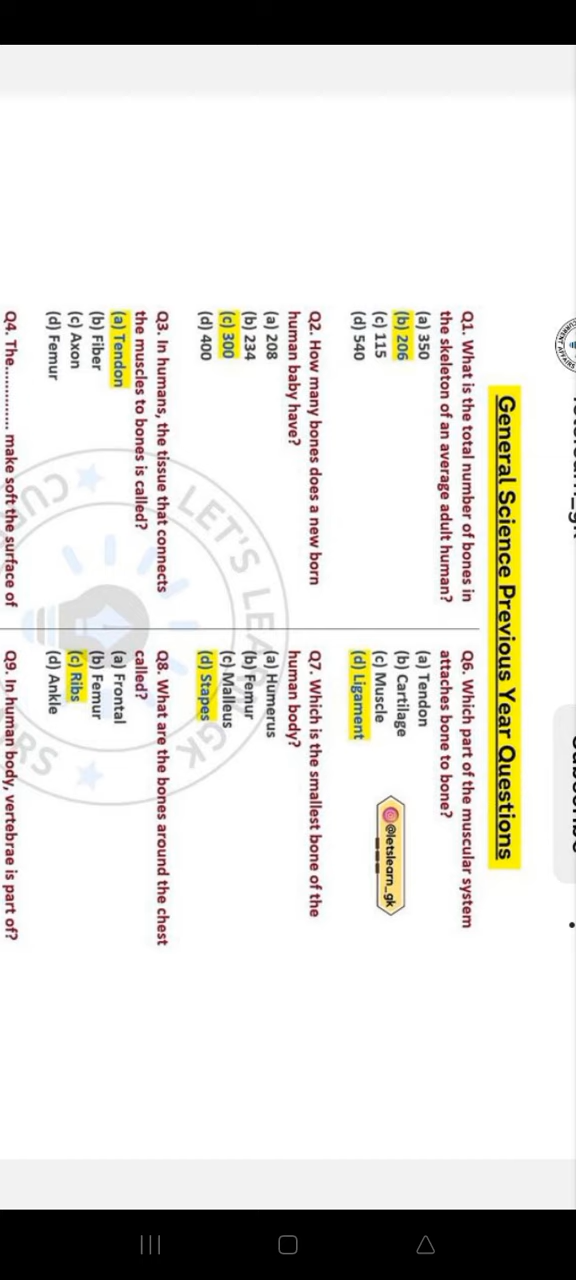 General Science Previous Year Questions
Q1. What is the total number of bones in
the skeleton of an average adult human?
(a) 350
(b) 206
(c) 115
(d) 540
Q2. How many bones does a new born
human baby have?
(a) 208
(b) 234
(c) 300
(d) 400
Q3. In humans, the tissue that connects
the muscles to bones is called?
(a) Tendon
(b) Fiber
(c) Axon
(d) Femur
Q4. The.............. make soft the surface of
Q6. Which part of the muscular system
attaches bone to bone?
(a) Tendon
(b) Cartilage
(c) Muscle
(d) Ligament
@letslearn_gk
Q7. Which is the smallest bone of the
human body?
(a) Humerus
(b) Femur
(c) Malleus
(d) Stapes
Q8. What are the bones around the chest
called?
(a) Frontal
(b) Femur
(c) Ribs
(d) Ankle
Q9. In human body, vertebrae is part of?
LET'S LEARN GK